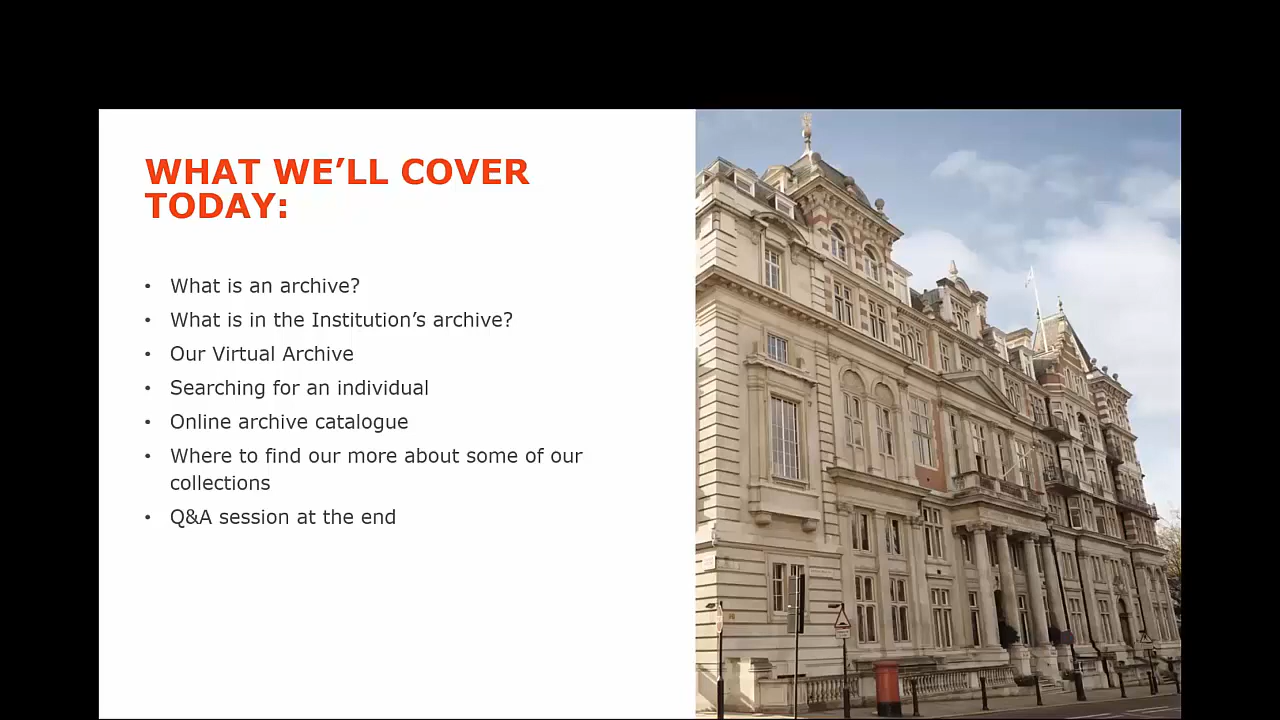 WHAT WE’LL COVER
TODAY:
• What is an archive?
• What is in the Institution’s archive?
• Our Virtual Archive
• Searching for an individual
• Online archive catalogue
• Where to find our more about some of our
collections
• Q&A session at the end